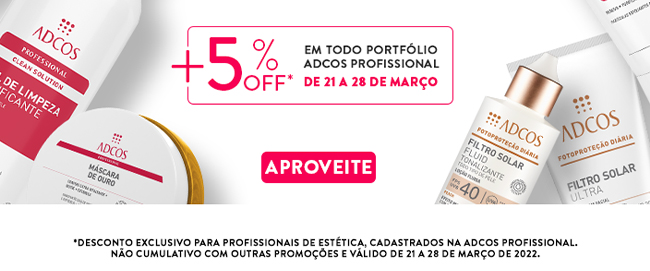 ADCOS
PROFESSIONAL
CLEAN SOLUTION
L DE LIMPEZA
IFICANTE
ADCOS
MÁSCARA
DE OURO
+5% OFF*
EM TODO PORTFÓLIO
ADCOS PROFISSIONAL
DE 21 A 28 DE MARÇO
APROVEITE
ADCOS
FOTOPROTEÇÃO DIÁRIA
FILTRO SOLAR
FLUID
TONALIZANTE
40
ADCOS
FOTOPROTEÇÃO DIÁRIA
FILTRO SOLAR
ULTRA
*DESCONTO EXCLUSIVO PARA PROFISSIONAIS DE ESTÉTICA, CADASTRADOS NA ADCOS PROFISSIONAL.
NÃO CUMULATIVO COM OUTRAS PROMOÇÕES E VÁLIDO DE 21 A 28 DE MARÇO DE 2022.